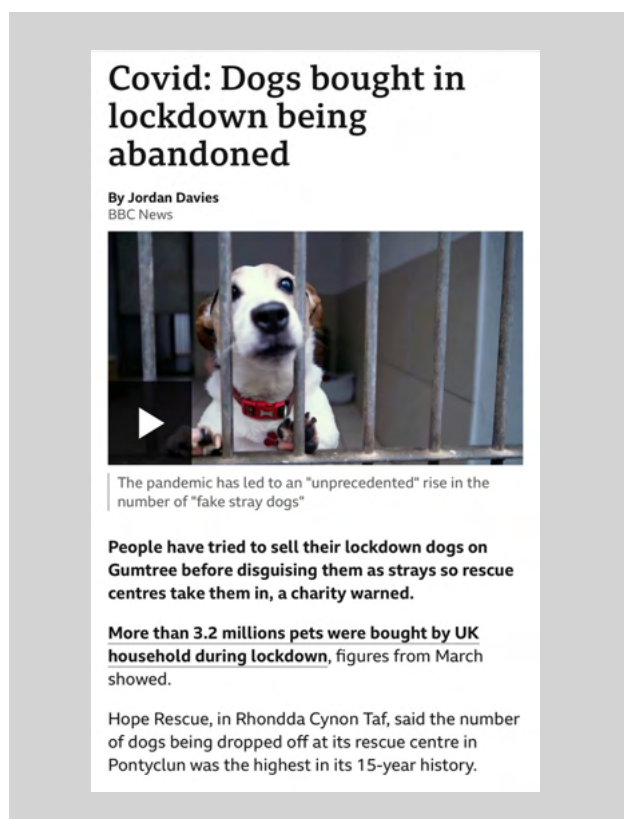 Covid: Dogs bought in
lockdown being
abandoned
By Jordan Davies
BBC News
The pandemic has led to an "unprecedented" rise in the
number of "fake stray dogs"
People have tried to sell their lockdown dogs on
Gumtree before disguising them as strays so rescue
centres take them in, a charity warned.
More than 3.2 millions pets were bought by UK
household during lockdown, figures from March
showed.
Hope Rescue, in Rhondda Cynon Taf, said the number
of dogs being dropped off at its rescue centre in
Pontyclun was the highest in its 15-year history.